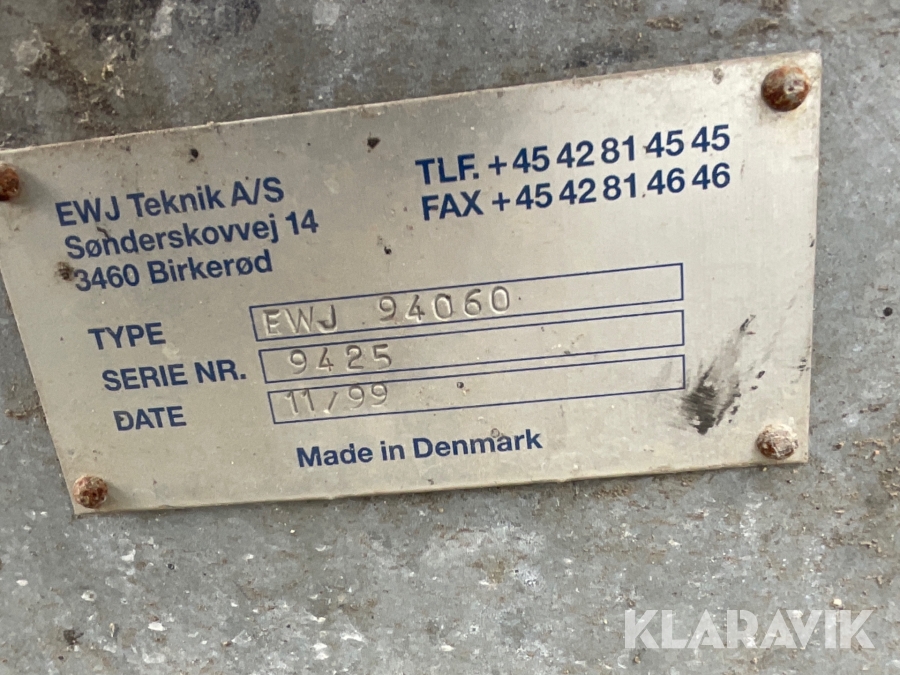 EWJ Teknik A/S
Sønderskovvej 14
3460 Birkerød
TLF. +45 42 81 45 45
FAX +45 42 81 46 46
TYPE EWJ 94060
SERIE NR. 9425
DATE 11/99
Made in Denmark
KLARAVIK